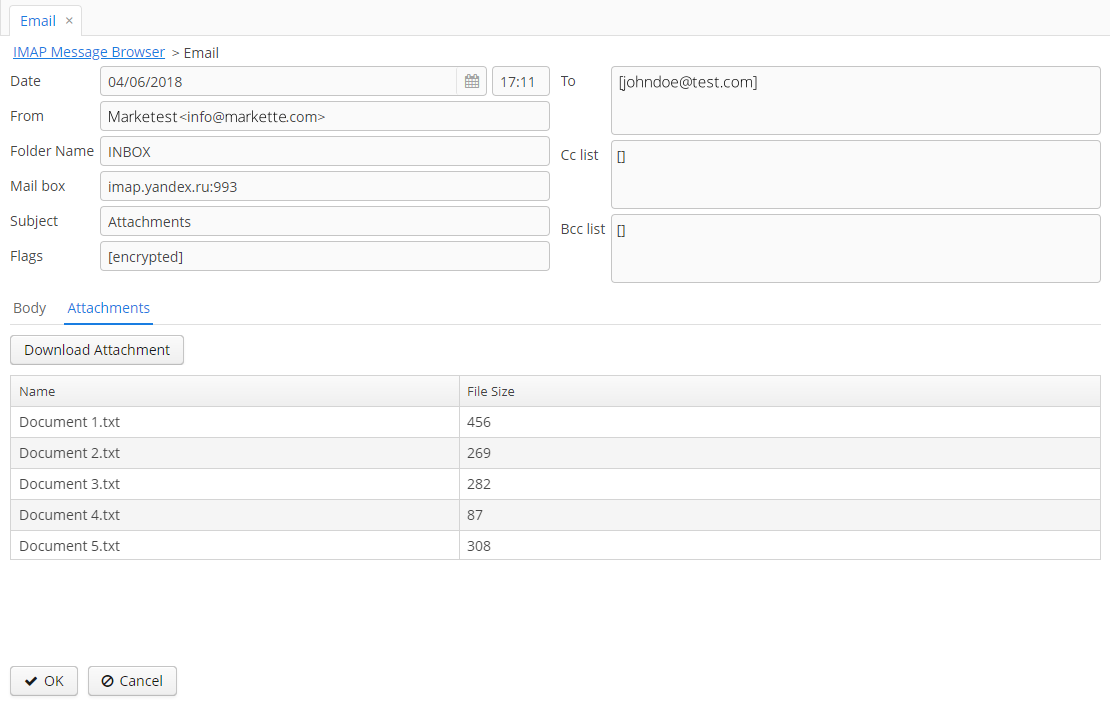 Email ×
IMAP Message Browser > Email
Date 04/06/2018 17:11
From Marketest<info@markette.com>
Folder Name INBOX
Mail box imap.yandex.ru:993
Subject Attachments
Flags [encrypted]
To [johndoe@test.com]
Cc list []
Bcc list []
Body Attachments
Download Attachment
Name File Size
Document 1.txt 456
Document 2.txt 269
Document 3.txt 282
Document 4.txt 87
Document 5.txt 308
OK Cancel